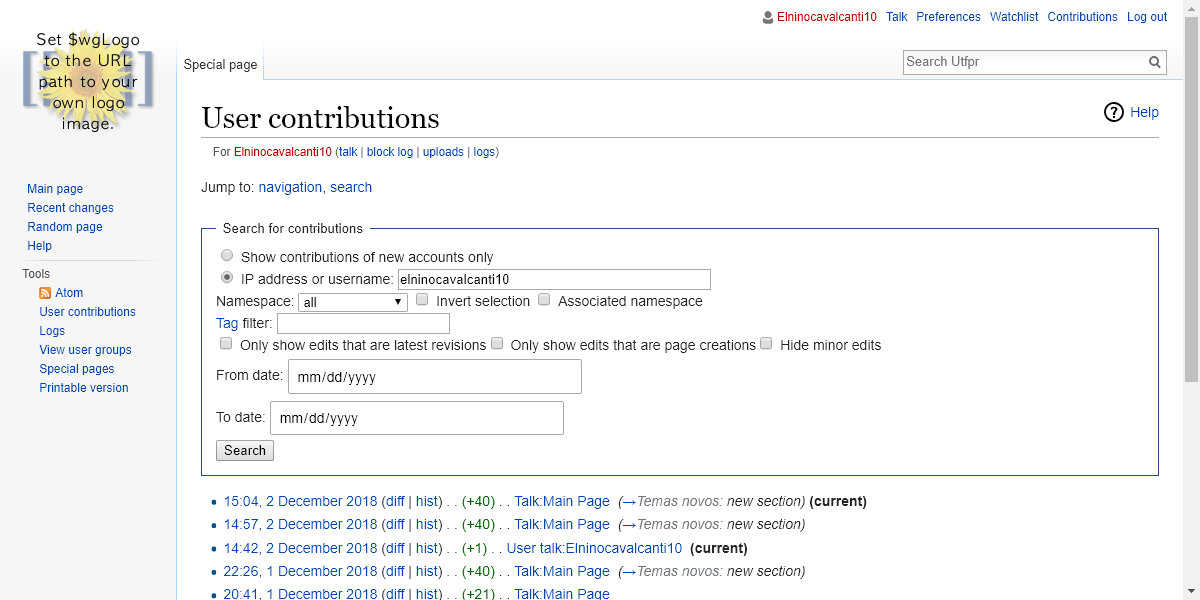 Elninocavalcanti10 Talk Preferences Watchlist Contributions Log out
Set $wgLogo
to the URL
path to your
own logo
image.
Special page
Search Utfpr
User contributions
Help
For Elninocavalcanti10 (talk | block log | uploads | logs)
Jump to: navigation, search
Main page
Recent changes
Random page
Help
Tools
Atom
User contributions
Logs
View user groups
Special pages
Printable version
Search for contributions
Show contributions of new accounts only
IP address or username: elninocavalcanti10
Namespace: all Invert selection Associated namespace
Tag filter:
Only show edits that are latest revisions Only show edits that are page creations Hide minor edits
From date: mm/dd/yyyy
To date: mm/dd/yyyy
Search
15:04, 2 December 2018 (diff | hist) . . (+40) . . Talk:Main Page (→Temas novos: new section) (current)
14:57, 2 December 2018 (diff | hist) . . (+40) . . Talk:Main Page (→Temas novos: new section)
14:42, 2 December 2018 (diff | hist) . . (+1) . . User talk:Elninocavalcanti10 (current)
22:26, 1 December 2018 (diff | hist) . . (+40) . . Talk:Main Page (→Temas novos: new section)
20:41, 1 December 2018 (diff | hist) . . (+21) . . Talk:Main Page